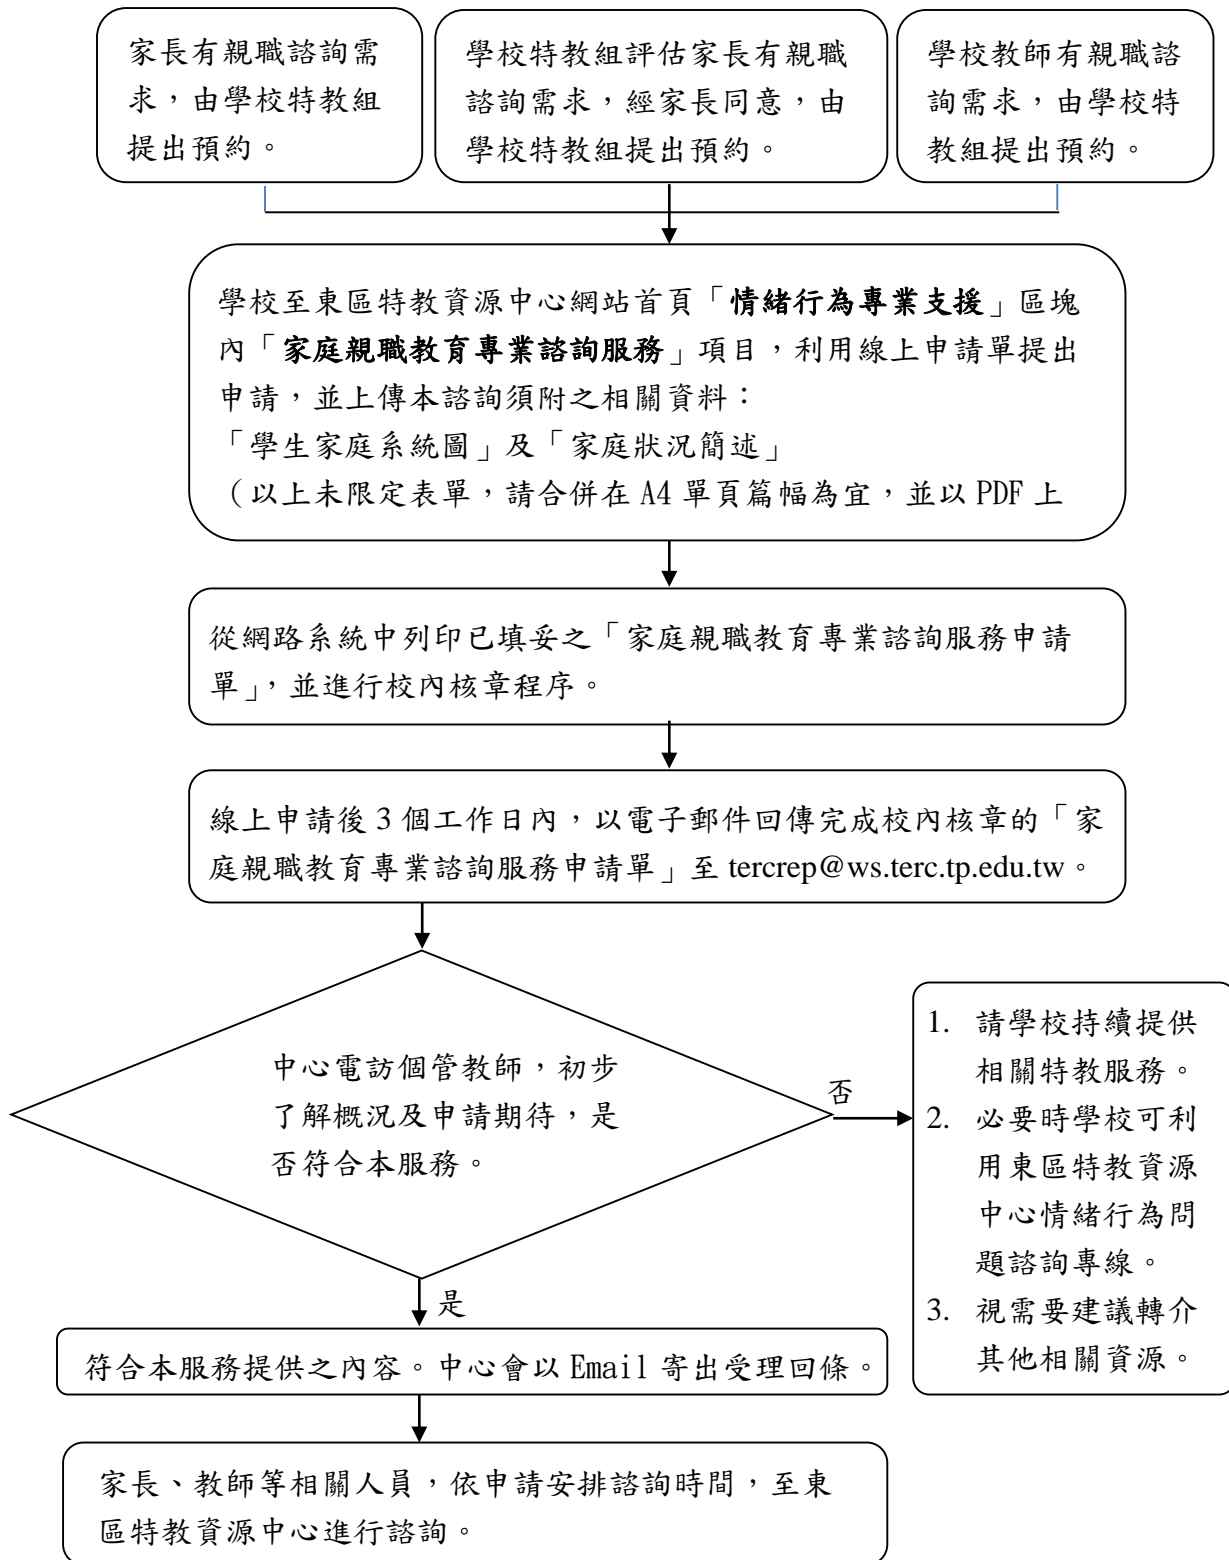 家長有親職諮詢需
求，由學校特教組
提出預約。
學校特教組評估家長有親職
諮詢需求，經家長同意，由
學校特教組提出預約。
學校教師有親職諮
詢需求，由學校特
教組提出預約。
學校至東區特教資源中心網站首頁「情緒行為專業支援」區塊
內「家庭親職教育專業諮詢服務」項目，利用線上申請單提出
申請，並上傳本諮詢須附之相關資料：
「學生家庭系統圖」及「家庭狀況簡述」
（以上未限定表單，請合併在 A4 單頁篇幅為宜，並以 PDF 上
從網路系統中列印已填妥之「家庭親職教育專業諮詢服務申請
單」，並進行校內核章程序。
線上申請後 3 個工作日內，以電子郵件回傳完成校內核章的「家
庭親職教育專業諮詢服務申請單」至 tercrep@ws.terc.tp.edu.tw。
中心電訪個管教師，初步
了解概況及申請期待，是
否符合本服務。
否
1. 請學校持續提供
相關特教服務。
2. 必要時學校可利
用東區特教資源
中心情緒行為問
題諮詢專線。
3. 視需要建議轉介
其他相關資源。
是
符合本服務提供之內容。中心會以 Email 寄出受理回條。
家長、教師等相關人員，依申請安排諮詢時間，至東
區特教資源中心進行諮詢。